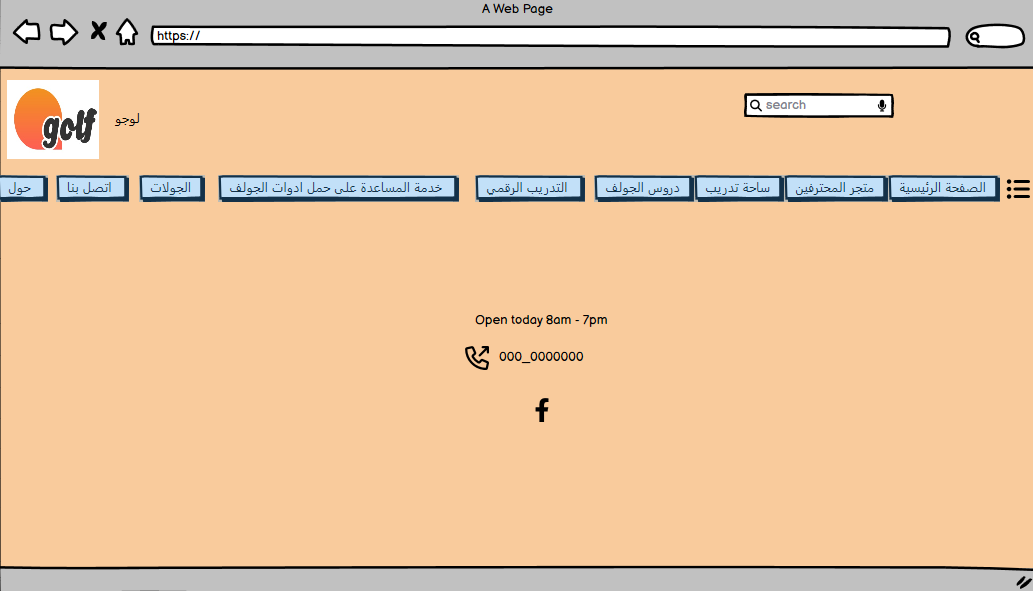 A Web Page
https://
golf
لوجو
search
الصفحة الرئيسية
متجر المحترفين
ساحة تدريب
دروس الجولف
التدريب الرقمي
خدمة المساعدة على حمل ادوات الجولف
الجولات
اتصل بنا
حول
Open today 8am - 7pm
000_0000000